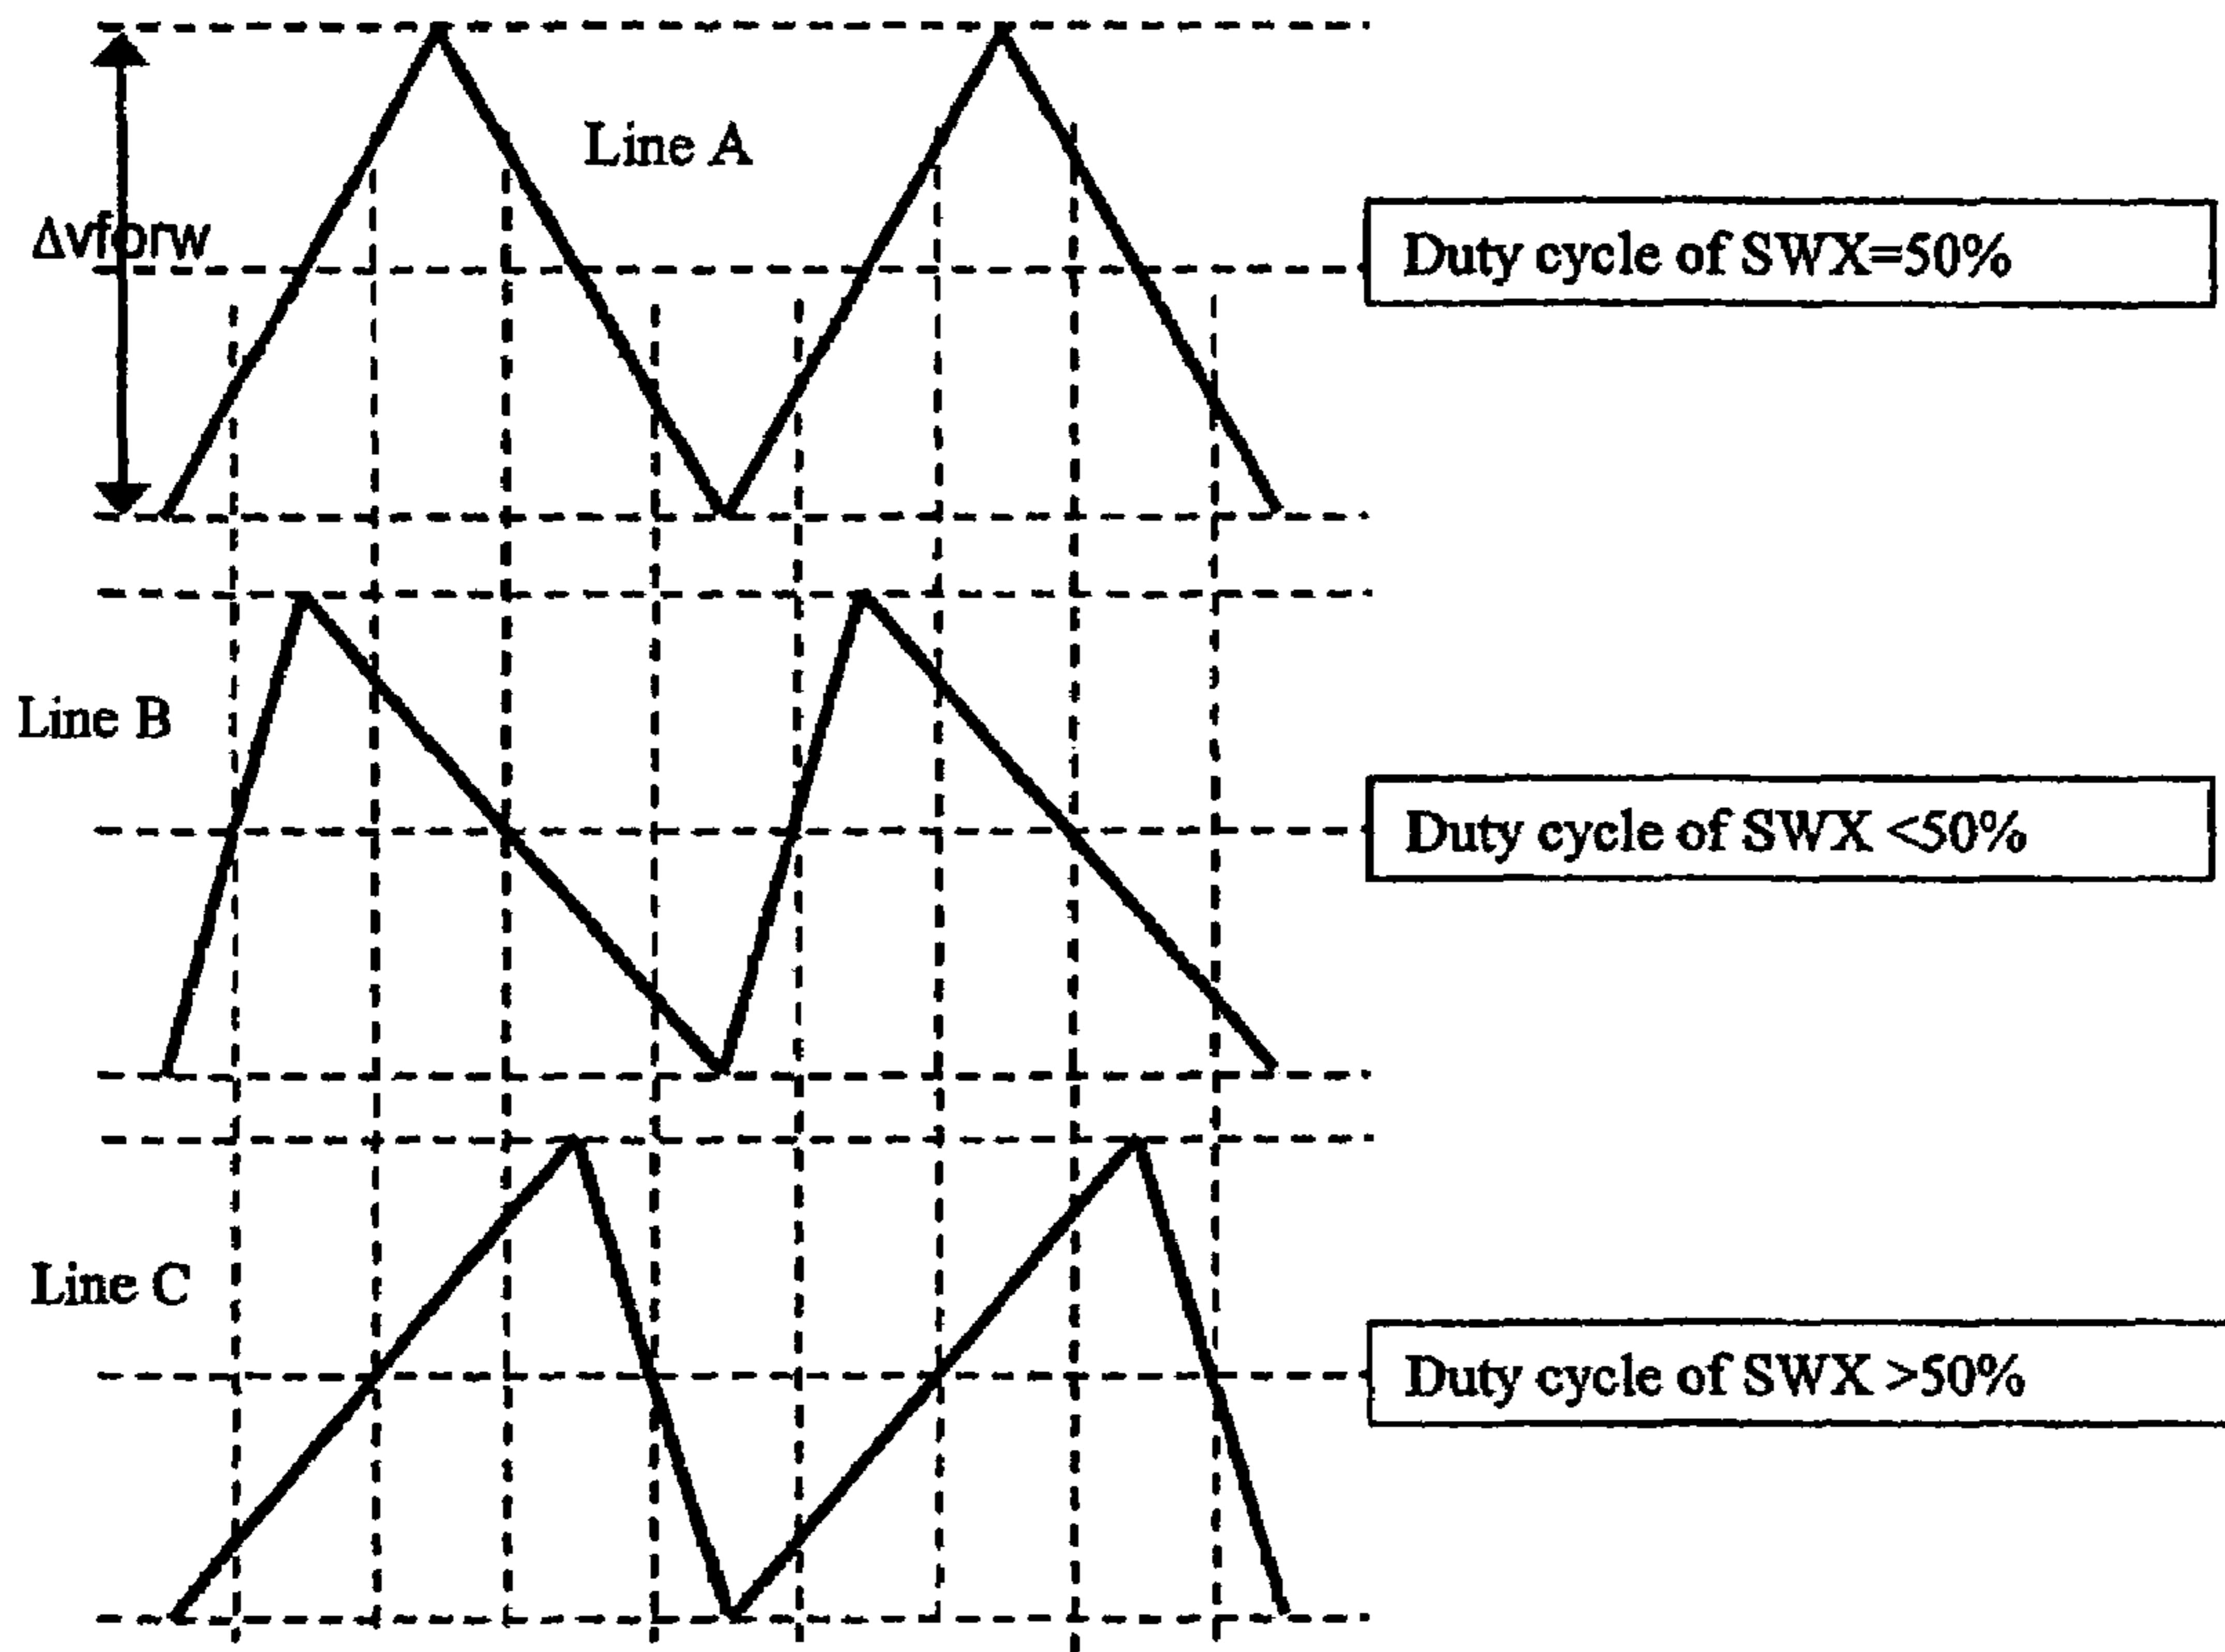 Line A
Δvforw
Duty cycle of SWX=50%
Line B
Duty cycle of SWX <50%
Line C
Duty cycle of SWX >50%